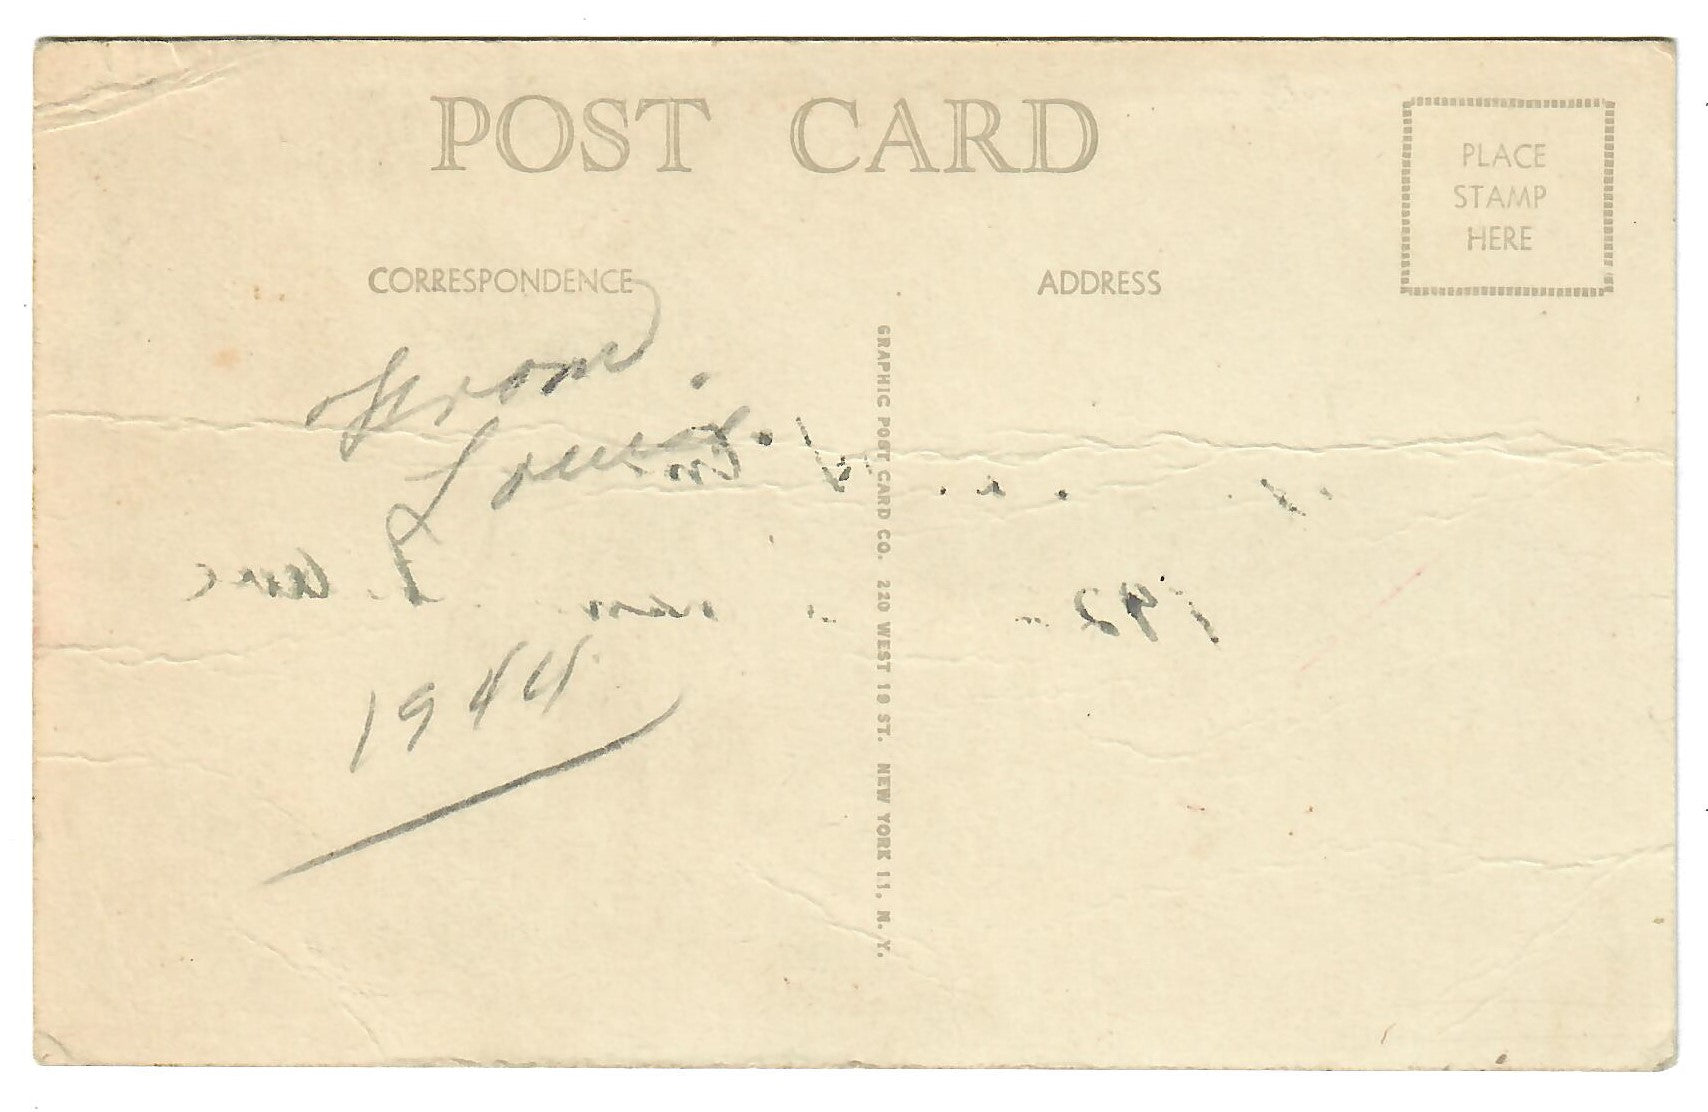 POST CARD
PLACE
STAMP
HERE
CORRESPONDENCE
ADDRESS
From
Louise.
1944
GRAPHIC POST CARD CO. 220 WEST 19 ST. NEW YORK 11, N.Y.